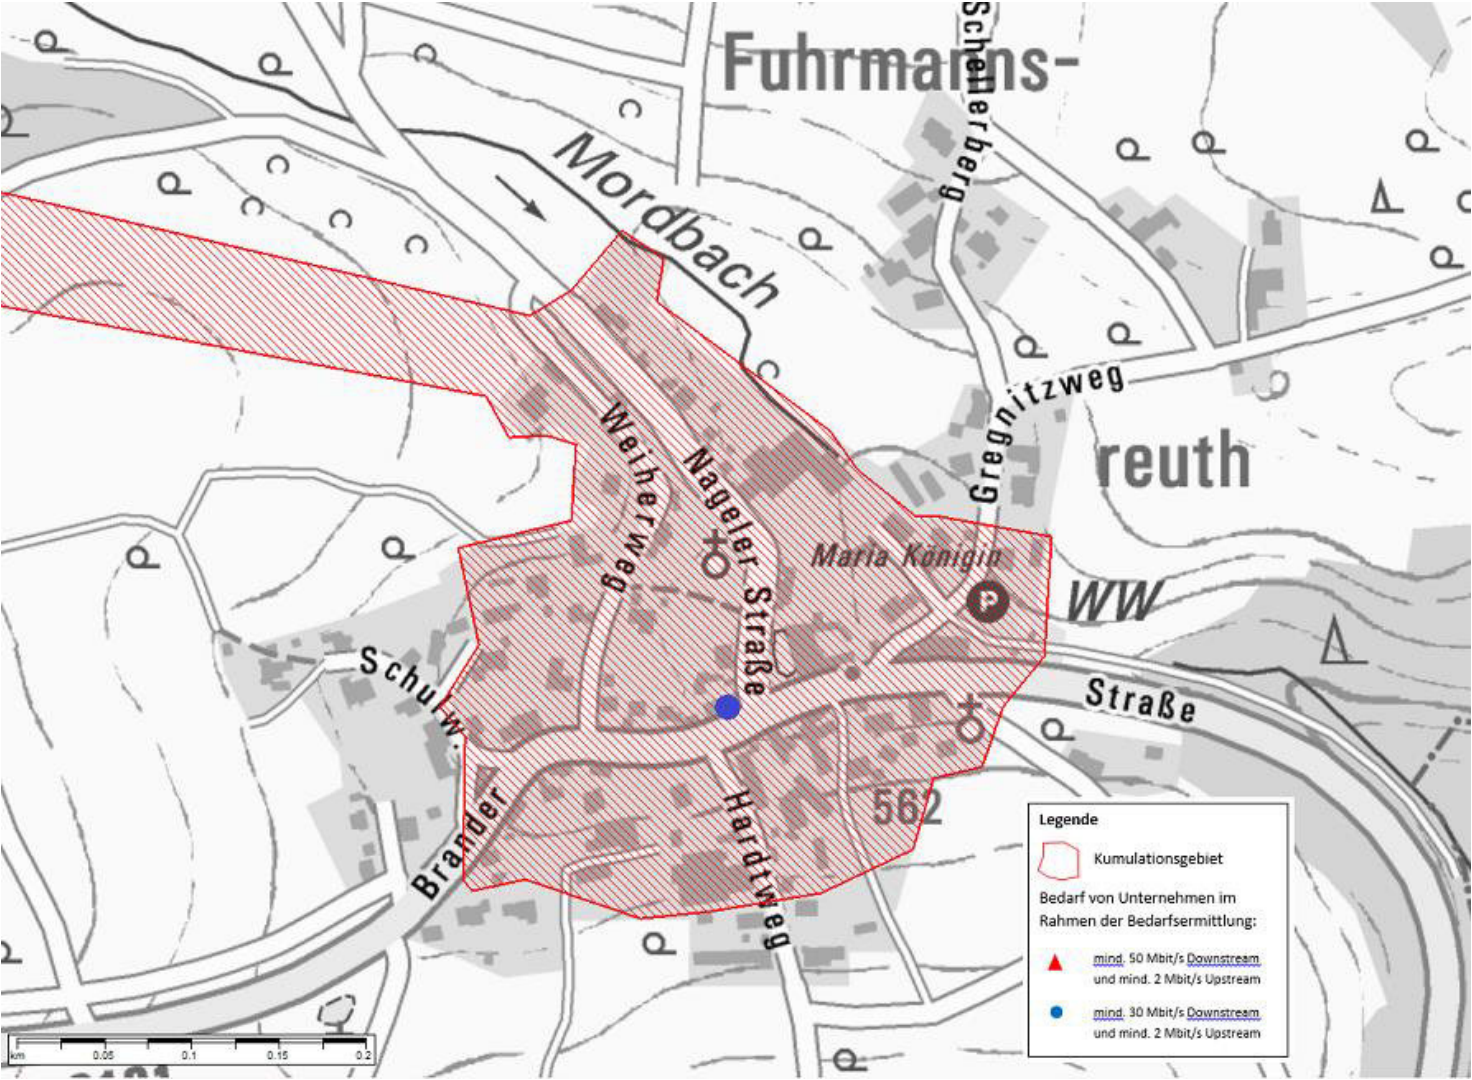 Fuhrmanns-
Schellerberg
Mordbach
Gregnitzweg
reuth
Weiherweg
Nageler Straße
Maria Königin
P
WW
Schulw.
Straße
Brander
Hardtweg
562
Legende
Kumulationsgebiet
Bedarf von Unternehmen im
Rahmen der Bedarfsermittlung:
mind. 50 Mbit/s Downstream
und mind. 2 Mbit/s Upstream
mind. 30 Mbit/s Downstream
und mind. 2 Mbit/s Upstream
km 0.05 0.1 0.15 0.2